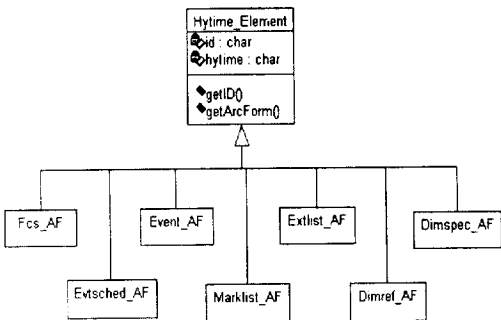 Hytime_Element
id : char
hytime : char
getID()
getArcForm()
Fcs_AF
Event_AF
Extlist_AF
Dimspec_AF
Evtsched_AF
Marklist_AF
Dimref_AF